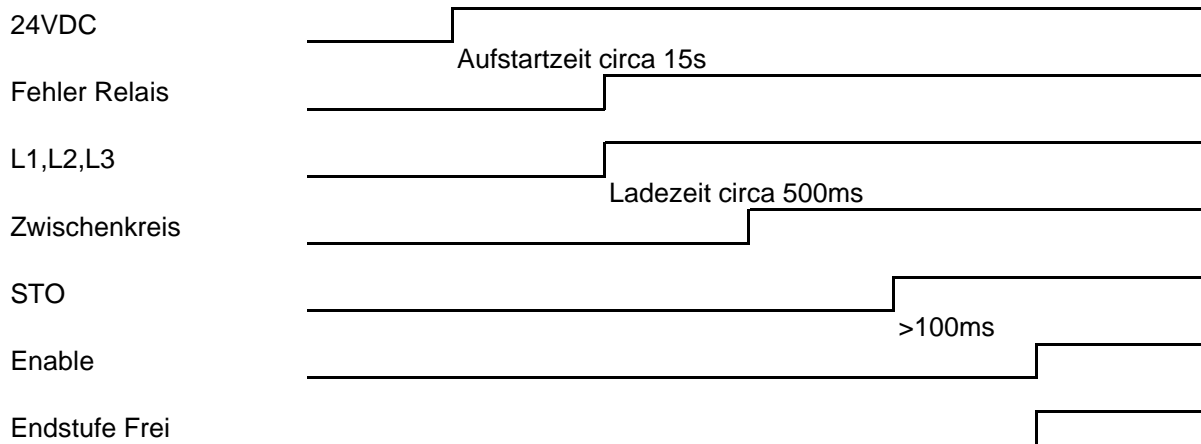 24VDC
Aufstartzeit circa 15s
Fehler Relais
L1,L2,L3
Ladezeit circa 500ms
Zwischenkreis
STO
>100ms
Enable
Endstufe Frei